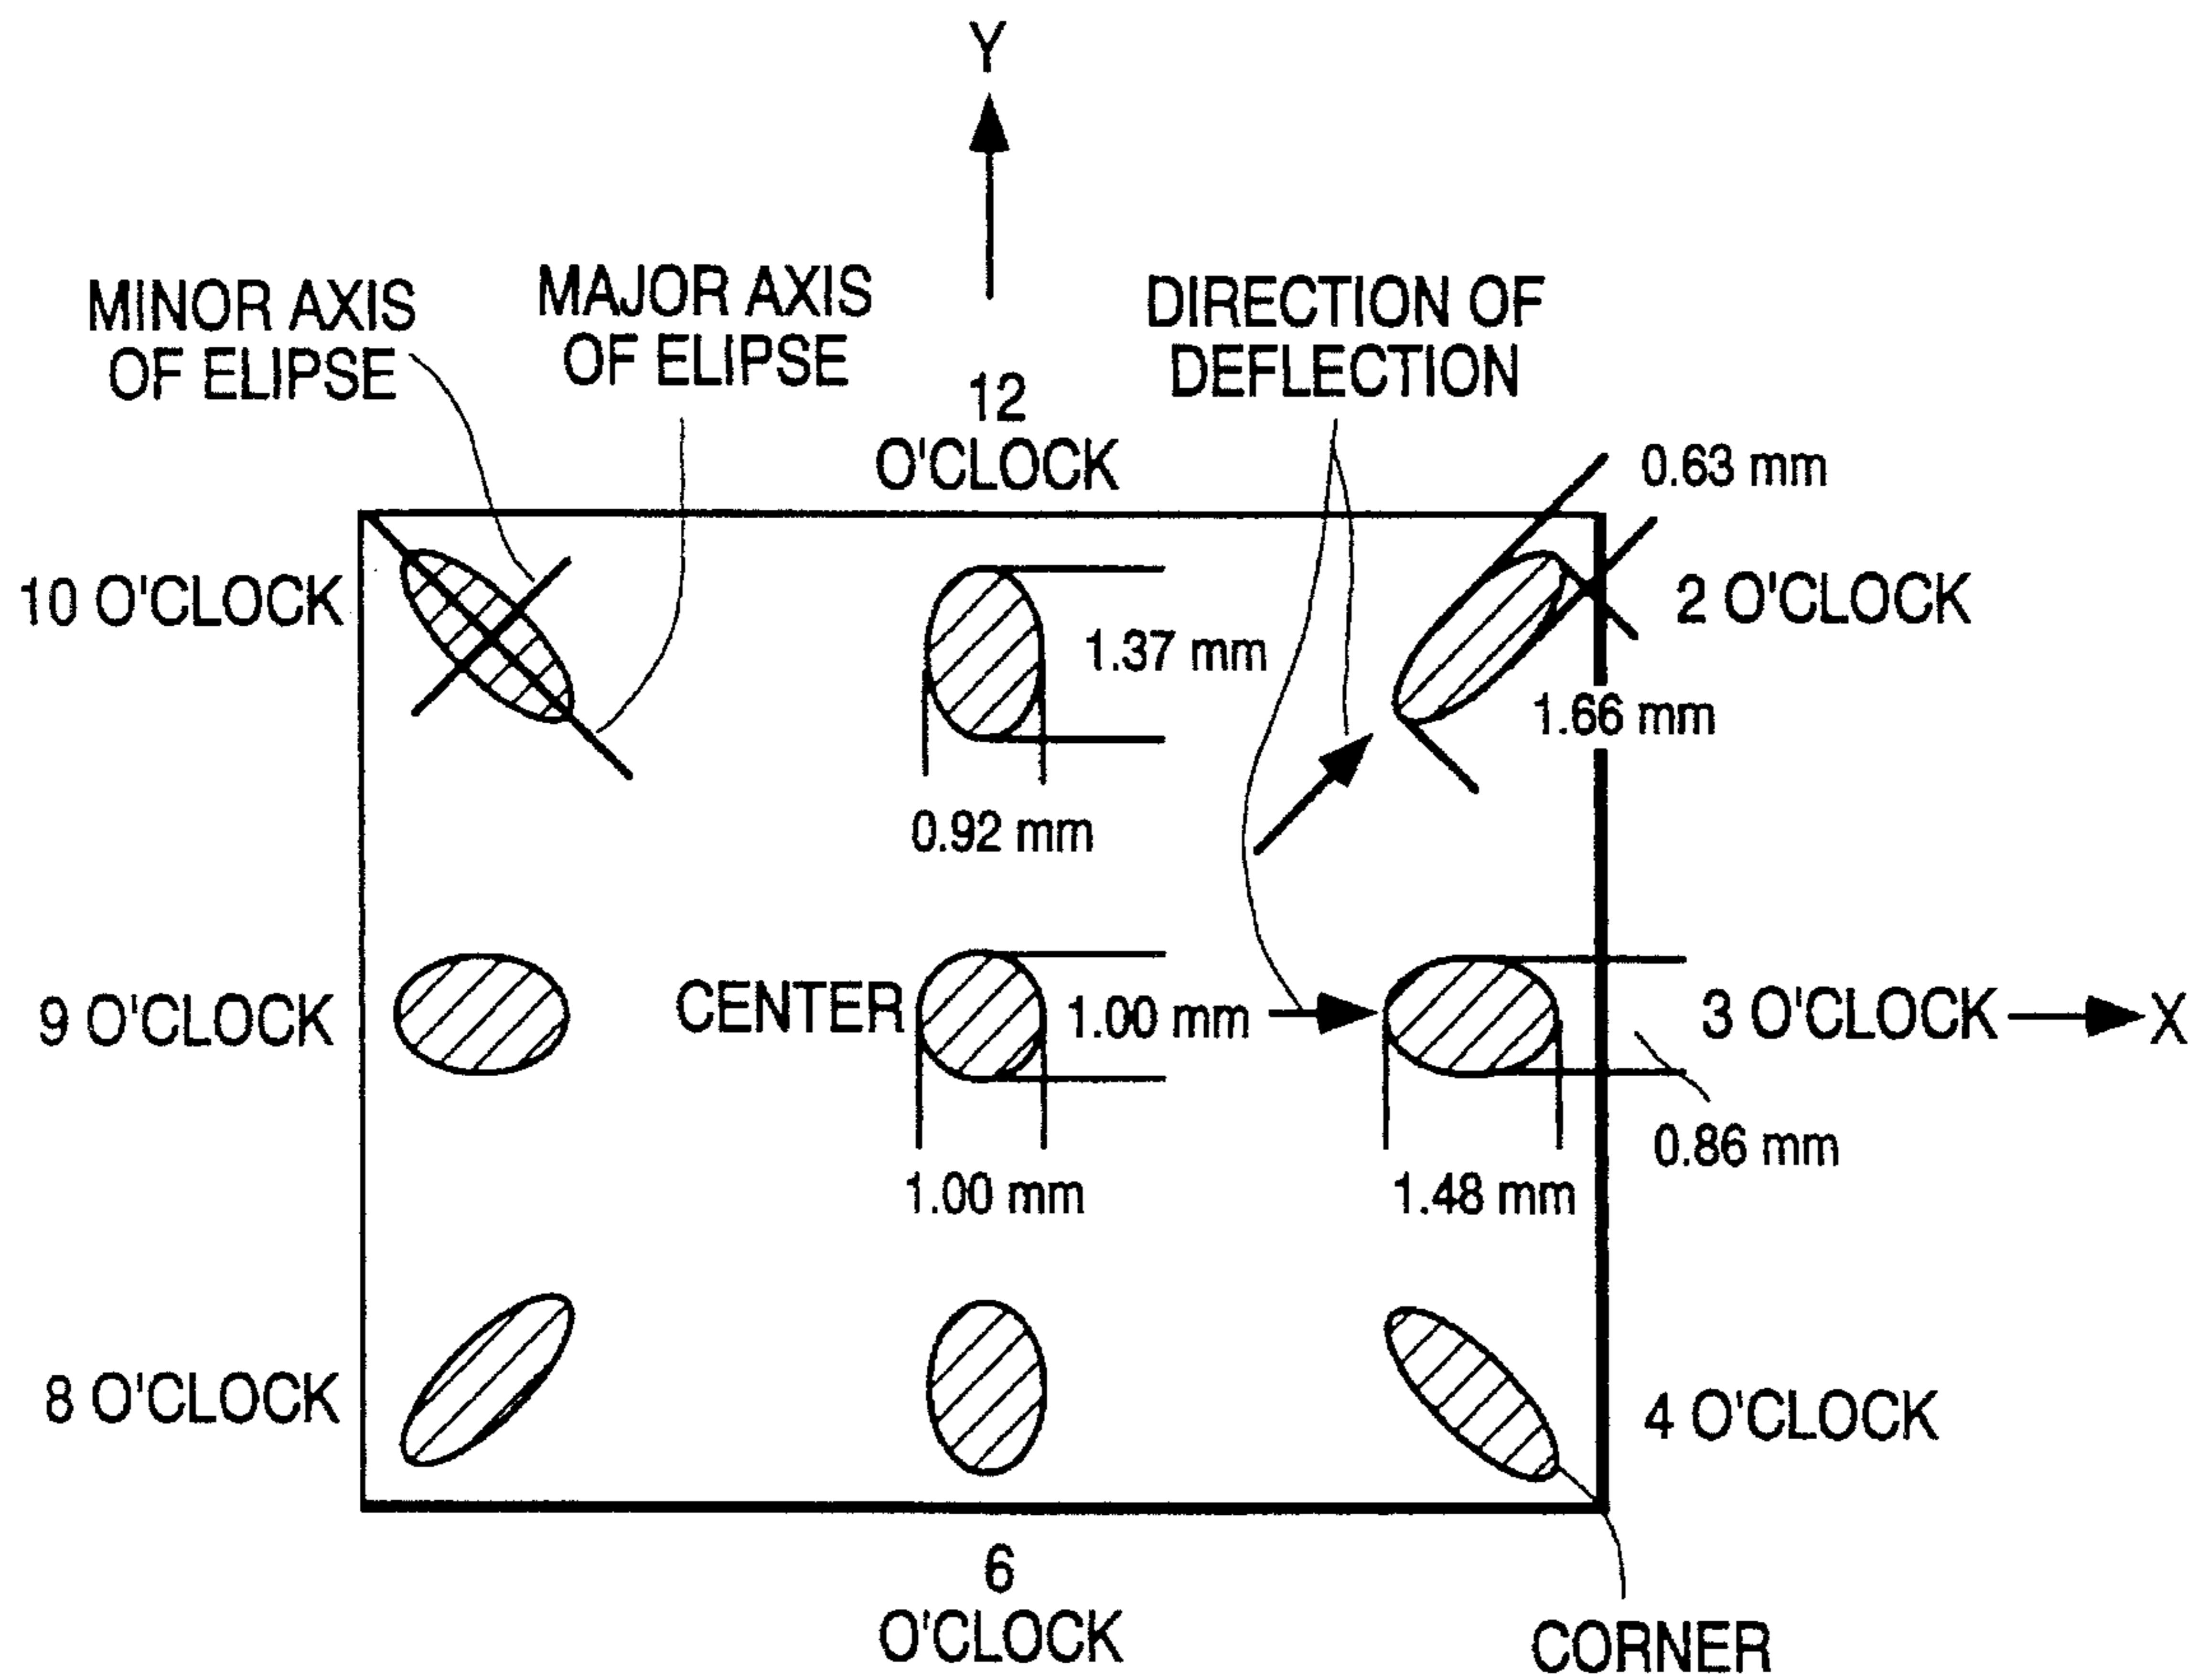 Y
MINOR AXIS
OF ELIPSE
MAJOR AXIS
OF ELIPSE
DIRECTION OF
DEFLECTION
12
O'CLOCK
0.63 mm
10 O'CLOCK
2 O'CLOCK
1.37 mm
1.66 mm
0.92 mm
9 O'CLOCK
CENTER
1.00 mm
3 O'CLOCK
X
0.86 mm
1.00 mm
1.48 mm
8 O'CLOCK
4 O'CLOCK
6
O'CLOCK
CORNER